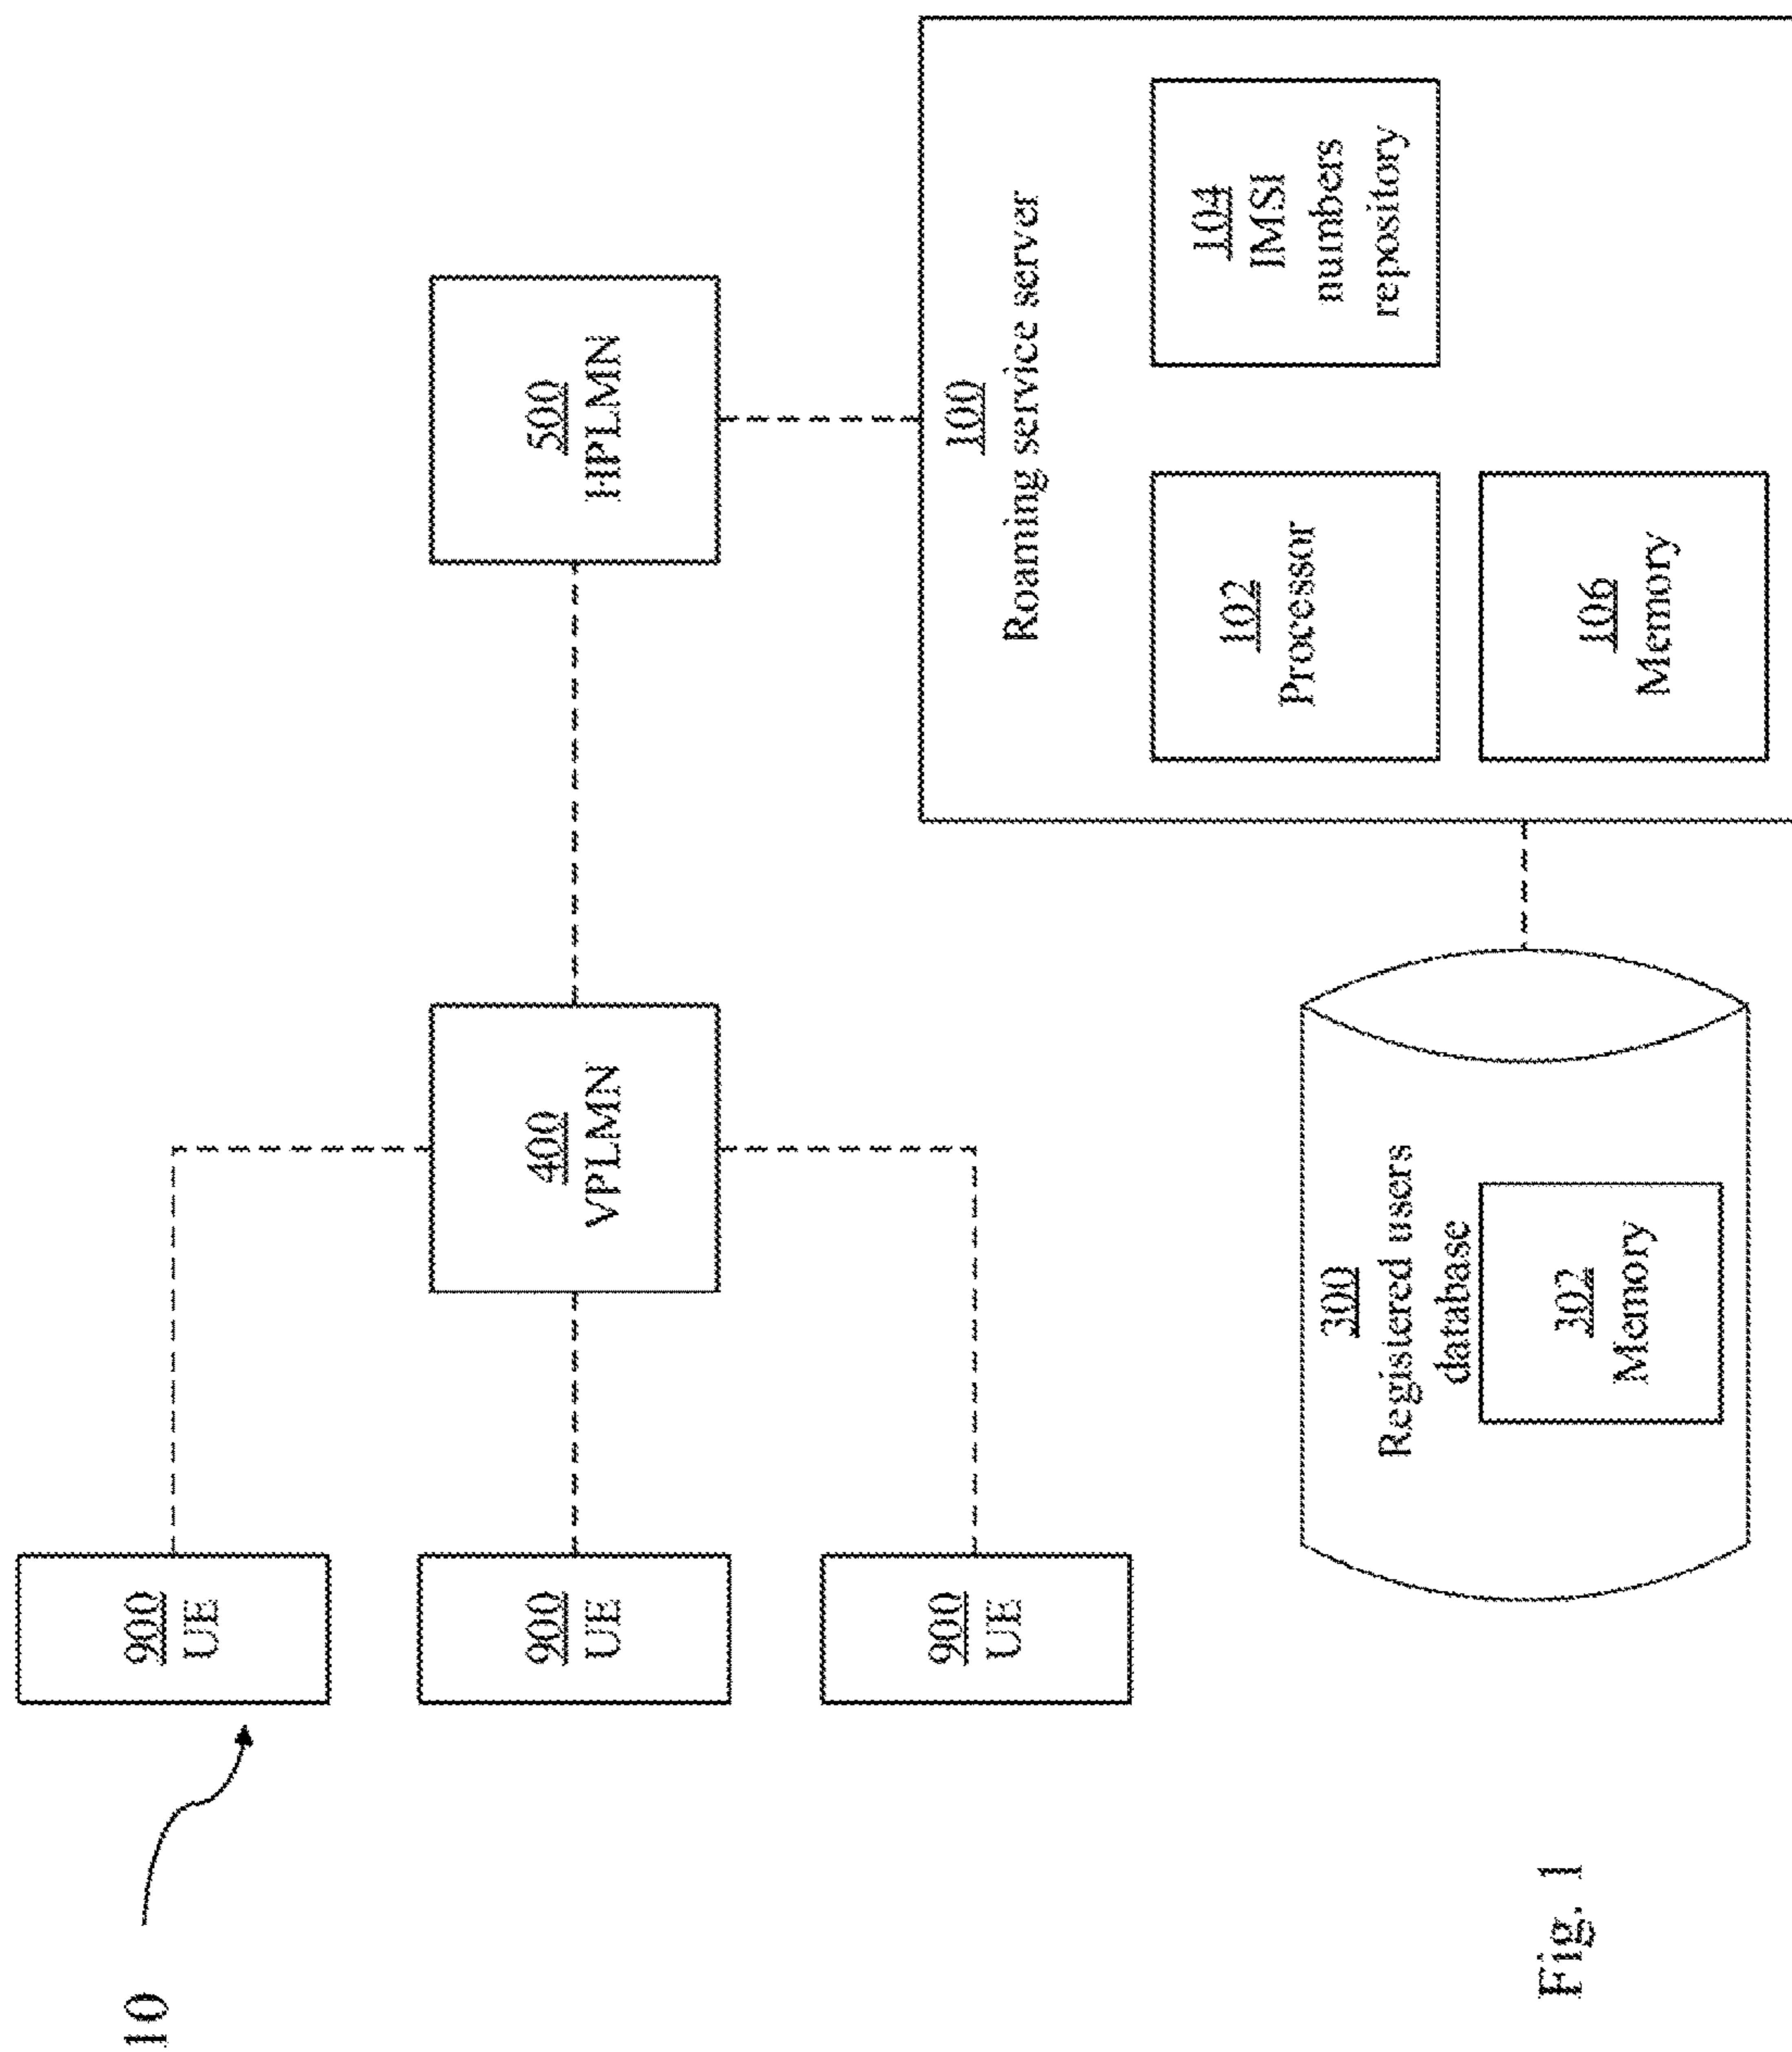 10
900
UE
900
UE
900
UE
400
VPLMN
500
HPLMN
100
Roaming service server
102
Processor
104
IMSI
numbers
repository
106
Memory
300
Registered users
database
302
Memory
Fig. 1